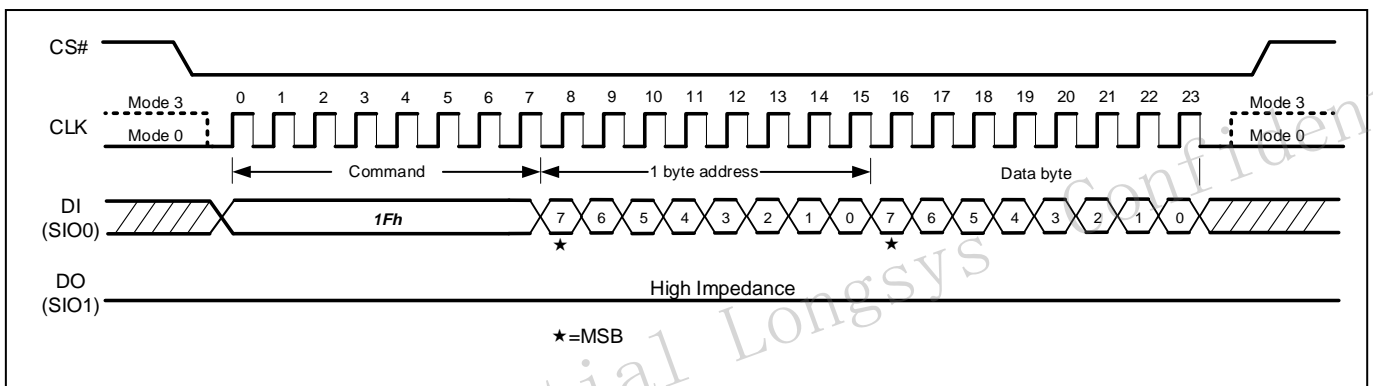 CS#
0 1 2 3 4 5 6 7 8 9 10 11 12 13 14 15 16 17 18 19 20 21 22 23
Mode 3 Mode 3
CLK
Mode 0 Mode 0
Command 1 byte address Data byte
DI
(SIO0)
1Fh 7 6 5 4 3 2 1 0 7 6 5 4 3 2 1 0
★ ★
DO
(SIO1)
High Impedance
★=MSB
tial Longsys Confident